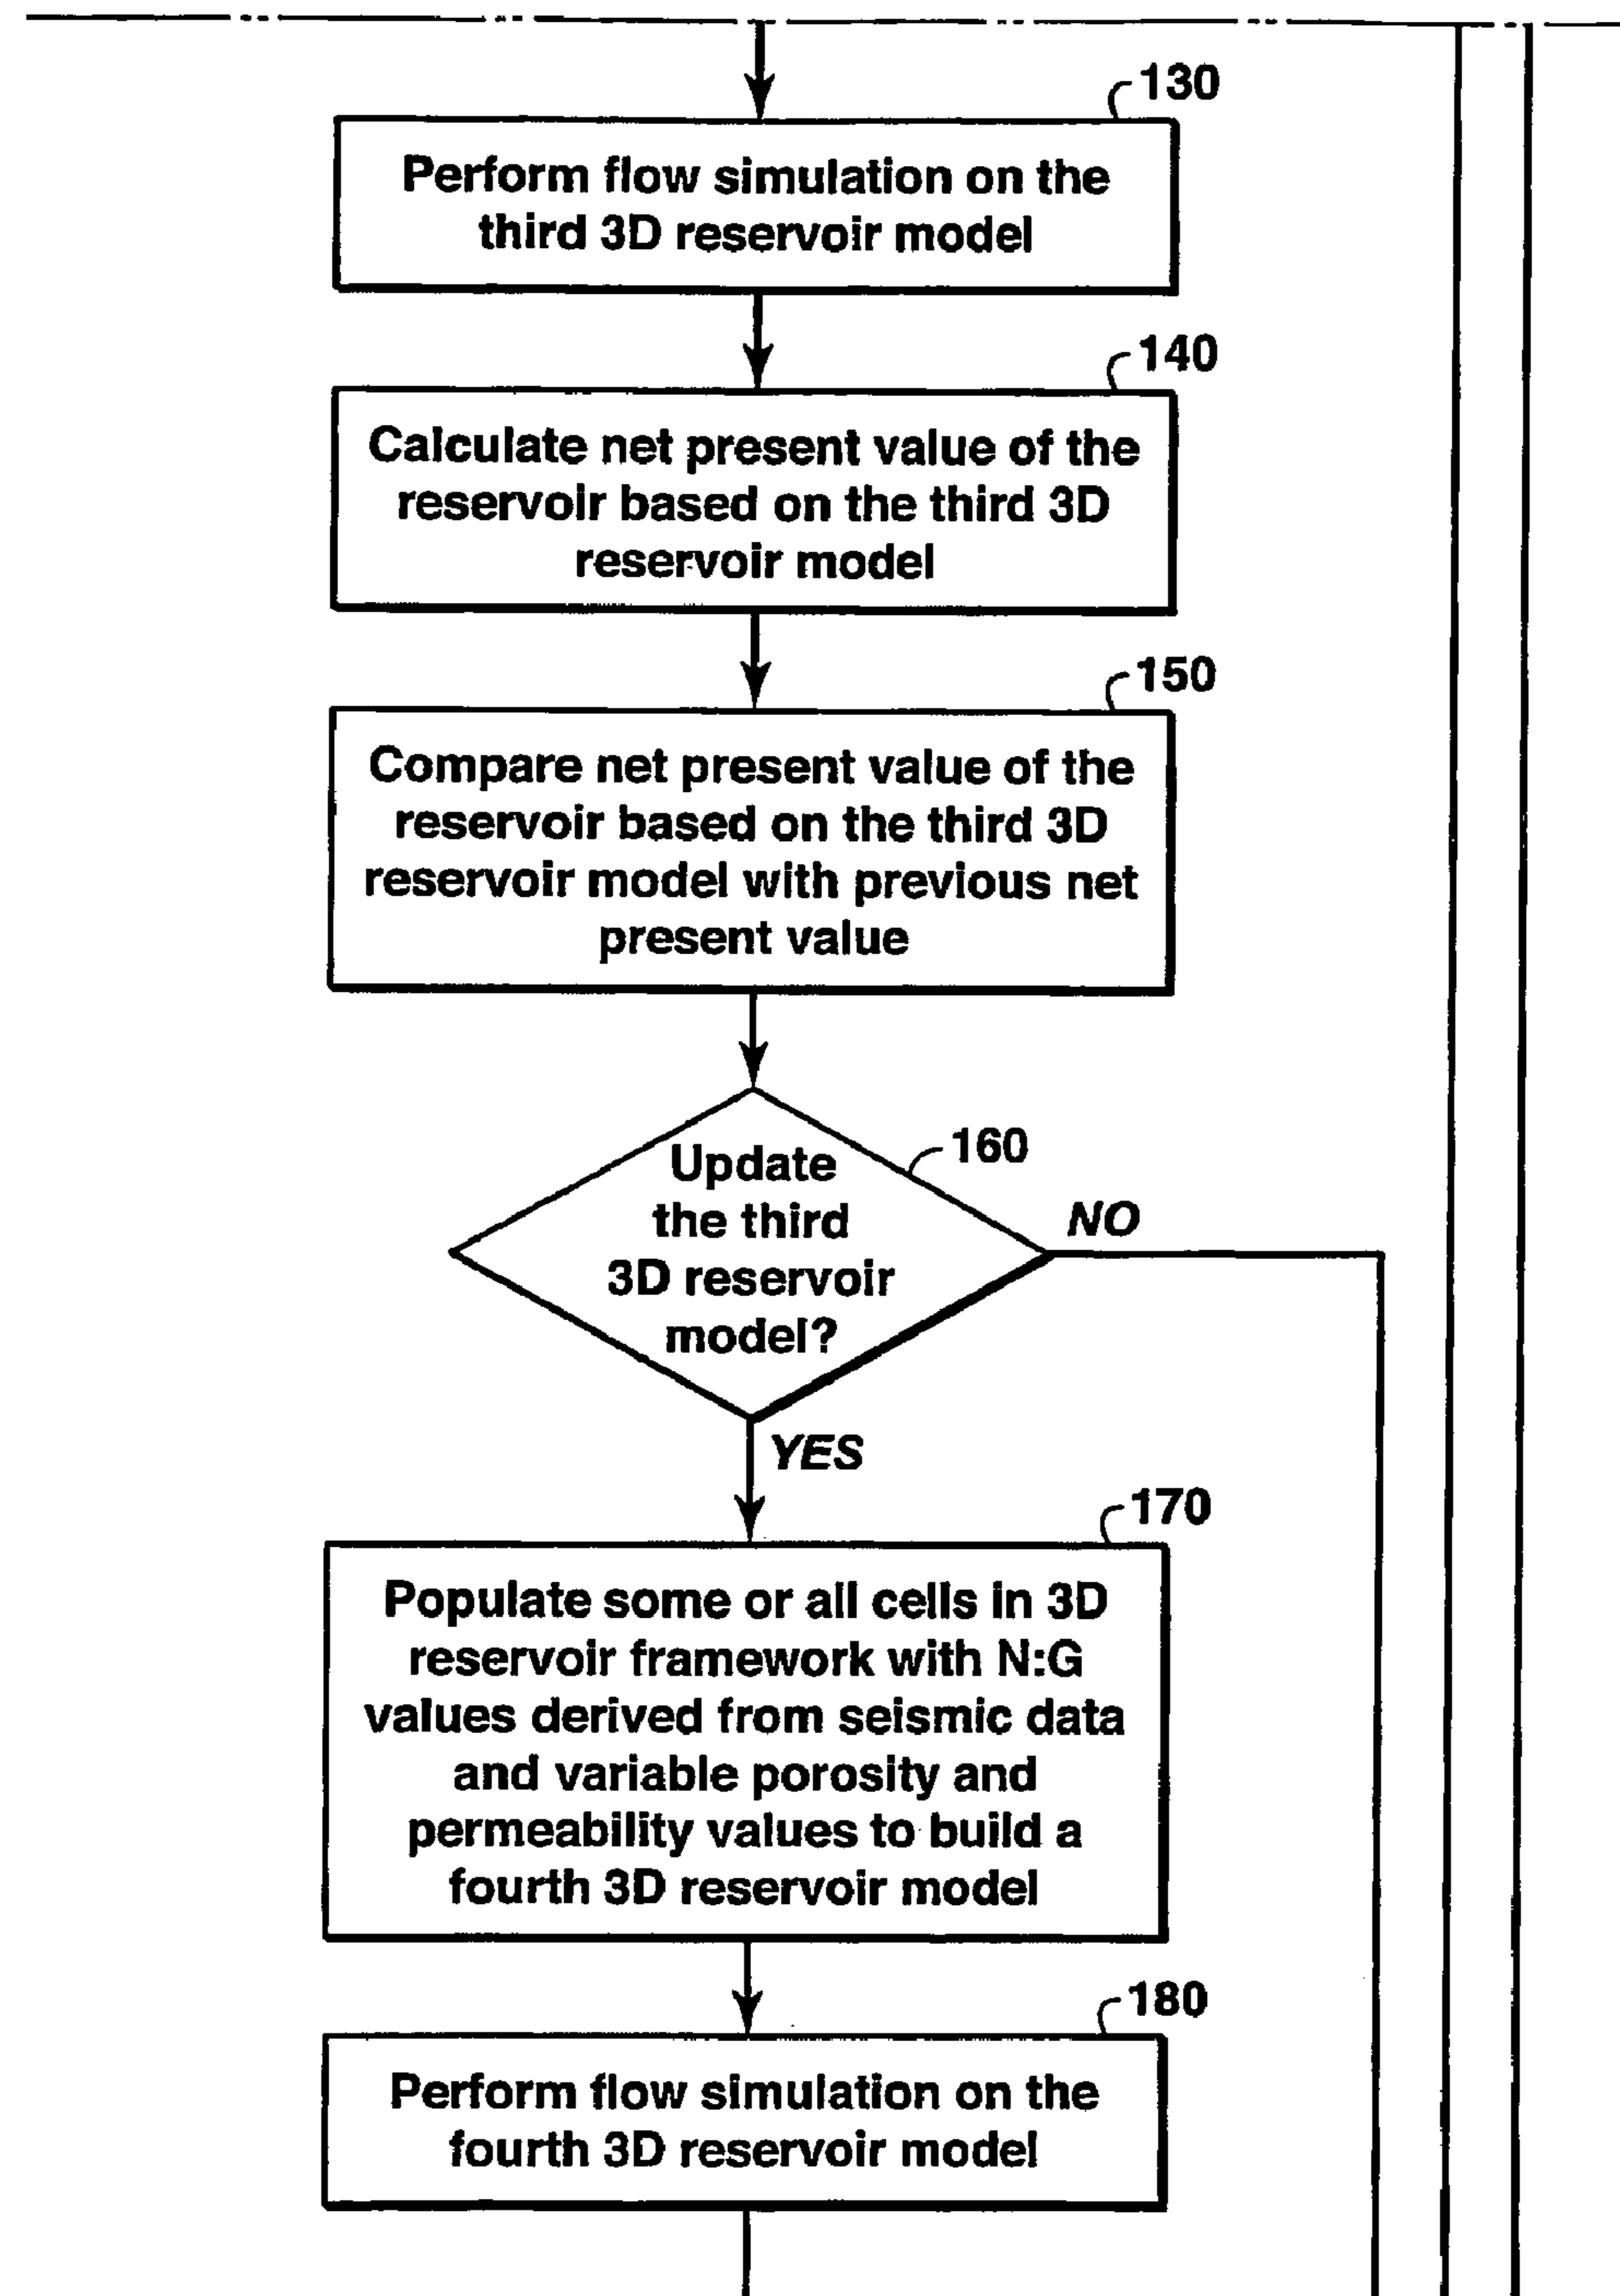 130
Perform flow simulation on the
third 3D reservoir model
140
Calculate net present value of the
reservoir based on the third 3D
reservoir model
150
Compare net present value of the
reservoir based on the third 3D
reservoir model with previous net
present value
160
Update
the third
3D reservoir
model?
NO
YES
170
Populate some or all cells in 3D
reservoir framework with N:G
values derived from seismic data
and variable porosity and
permeability values to build a
fourth 3D reservoir model
180
Perform flow simulation on the
fourth 3D reservoir model